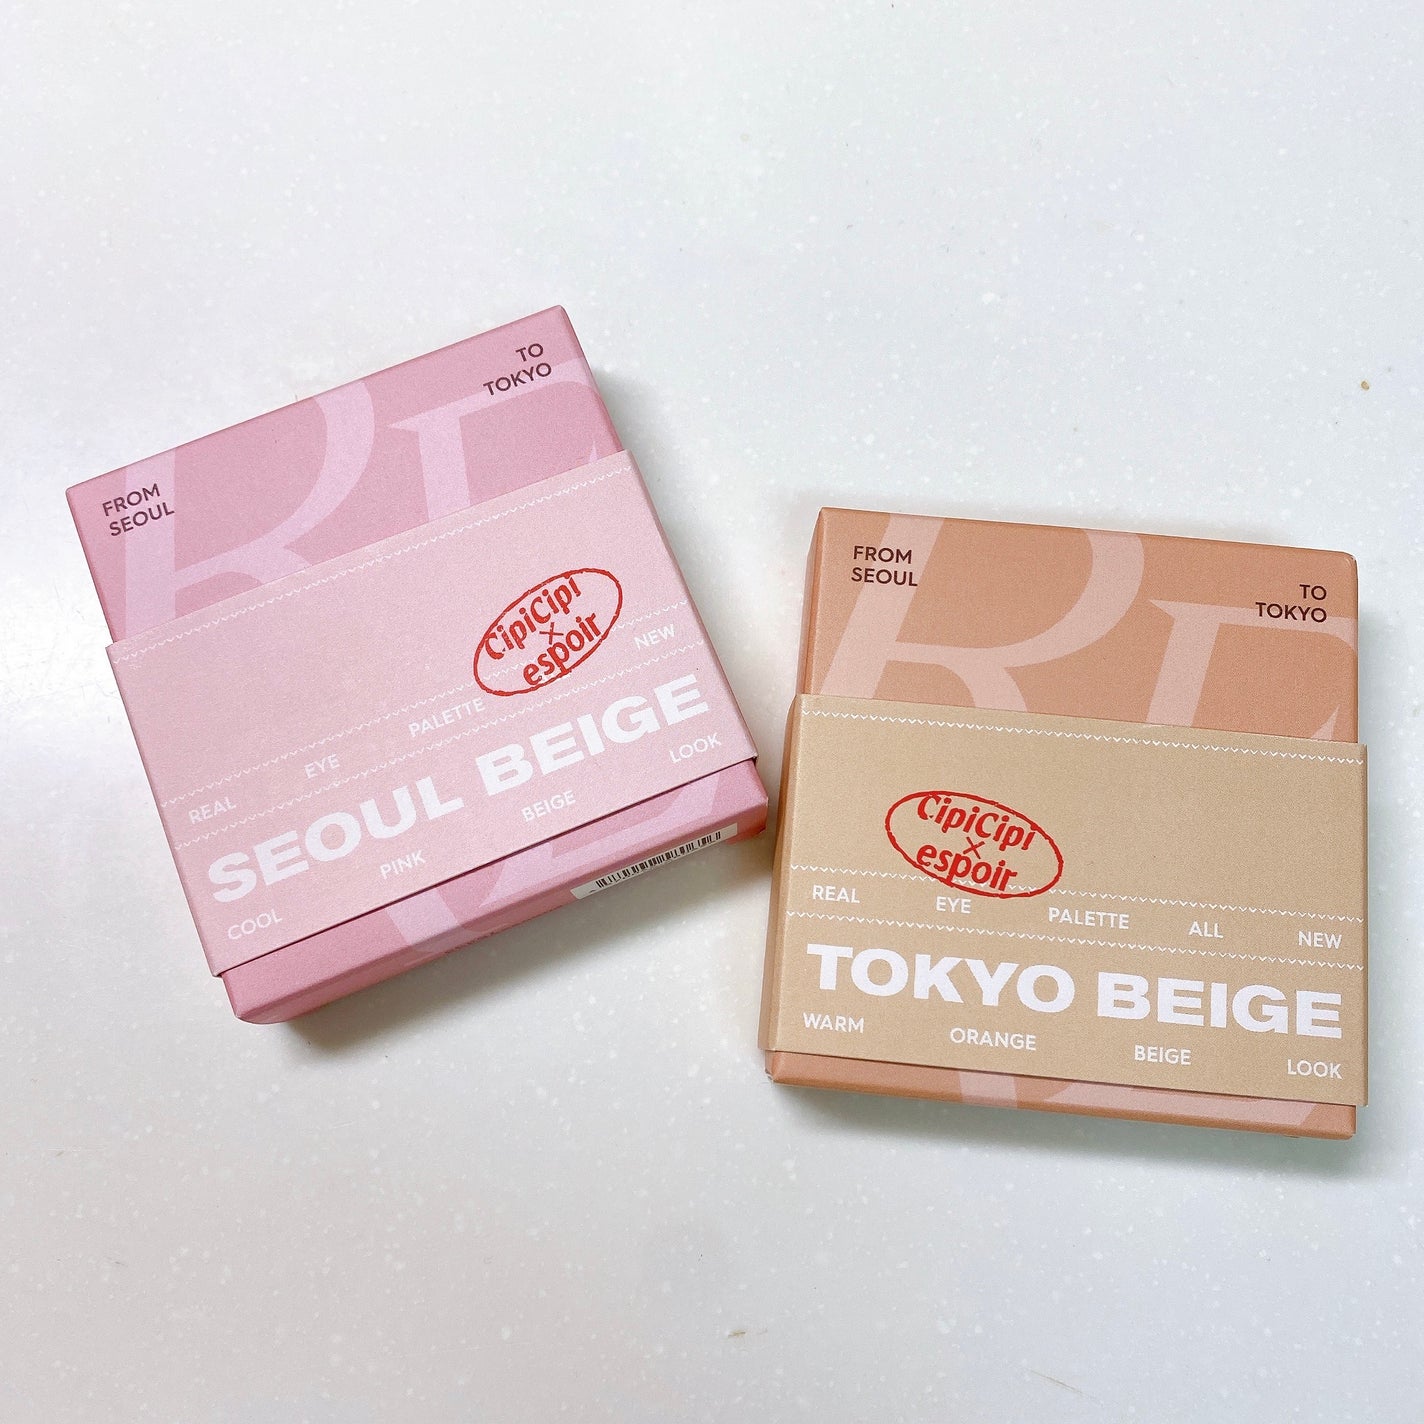 FROM
SEOUL
TO
TOKYO
CipiCipi
×
espoir
REAL EYE PALETTE NEW
SEOUL BEIGE
COOL PINK BEIGE LOOK
FROM
SEOUL
TO
TOKYO
CipiCipi
×
espoir
REAL EYE PALETTE ALL NEW
TOKYO BEIGE
WARM ORANGE BEIGE LOOK